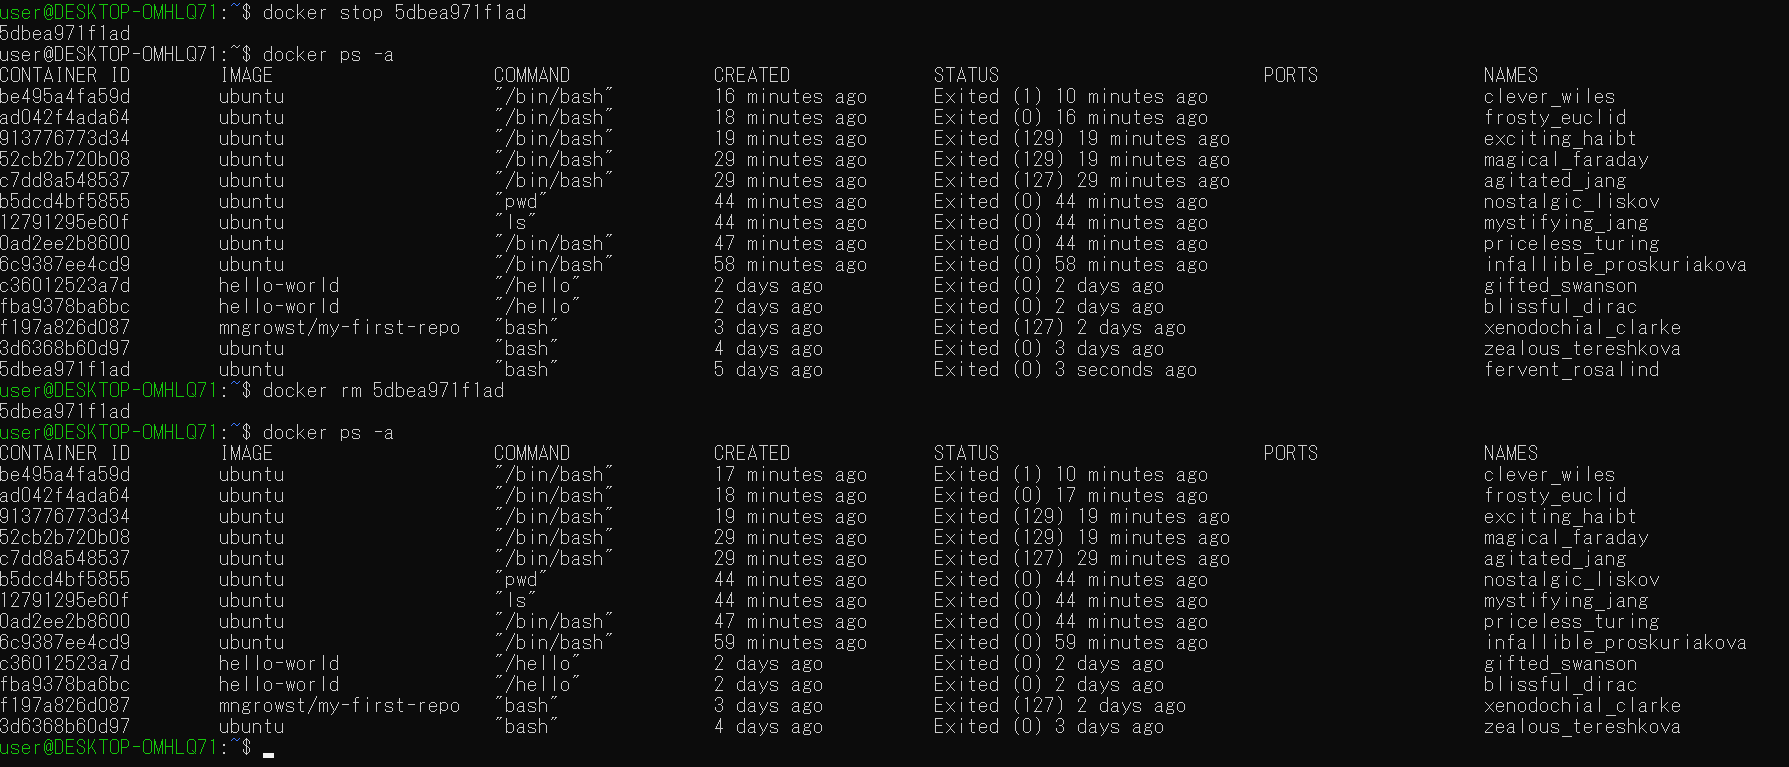 user@DESKTOP-OMHLQ71:~$ docker stop 5dbea971f1ad
5dbea971f1ad
user@DESKTOP-OMHLQ71:~$ docker ps -a
CONTAINER ID IMAGE COMMAND CREATED STATUS PORTS NAMES
be495a4fa59d ubuntu "/bin/bash" 16 minutes ago Exited (1) 10 minutes ago clever_wiles
ad042f4ada64 ubuntu "/bin/bash" 18 minutes ago Exited (0) 16 minutes ago frosty_euclid
913776773d34 ubuntu "/bin/bash" 19 minutes ago Exited (129) 19 minutes ago exciting_haibt
52cb2b720b08 ubuntu "/bin/bash" 29 minutes ago Exited (129) 19 minutes ago magical_faraday
c7dd8a548537 ubuntu "/bin/bash" 29 minutes ago Exited (127) 29 minutes ago agitated_jang
b5dcd4bf5855 ubuntu "pwd" 44 minutes ago Exited (0) 44 minutes ago nostalgic_liskov
12791295e60f ubuntu "ls" 44 minutes ago Exited (0) 44 minutes ago mystifying_jang
0ad2ee2b8600 ubuntu "/bin/bash" 47 minutes ago Exited (0) 44 minutes ago priceless_turing
6c9387ee4cd9 ubuntu "/bin/bash" 58 minutes ago Exited (0) 58 minutes ago infallible_proskuriakova
c36012523a7d hello-world "/hello" 2 days ago Exited (0) 2 days ago gifted_swanson
fba9378ba6bc hello-world "/hello" 2 days ago Exited (0) 2 days ago blissful_dirac
f197a826d087 mngrowst/my-first-repo "bash" 3 days ago Exited (127) 2 days ago xenodochial_clarke
3d6368b60d97 ubuntu "bash" 4 days ago Exited (0) 3 days ago zealous_tereshkova
5dbea971f1ad ubuntu "bash" 5 days ago Exited (0) 3 seconds ago fervent_rosalind
user@DESKTOP-OMHLQ71:~$ docker rm 5dbea971f1ad
5dbea971f1ad
user@DESKTOP-OMHLQ71:~$ docker ps -a
CONTAINER ID IMAGE COMMAND CREATED STATUS PORTS NAMES
be495a4fa59d ubuntu "/bin/bash" 17 minutes ago Exited (1) 10 minutes ago clever_wiles
ad042f4ada64 ubuntu "/bin/bash" 18 minutes ago Exited (0) 17 minutes ago frosty_euclid
913776773d34 ubuntu "/bin/bash" 19 minutes ago Exited (129) 19 minutes ago exciting_haibt
52cb2b720b08 ubuntu "/bin/bash" 29 minutes ago Exited (129) 19 minutes ago magical_faraday
c7dd8a548537 ubuntu "/bin/bash" 29 minutes ago Exited (127) 29 minutes ago agitated_jang
b5dcd4bf5855 ubuntu "pwd" 44 minutes ago Exited (0) 44 minutes ago nostalgic_liskov
12791295e60f ubuntu "ls" 44 minutes ago Exited (0) 44 minutes ago mystifying_jang
0ad2ee2b8600 ubuntu "/bin/bash" 47 minutes ago Exited (0) 44 minutes ago priceless_turing
6c9387ee4cd9 ubuntu "/bin/bash" 59 minutes ago Exited (0) 59 minutes ago infallible_proskuriakova
c36012523a7d hello-world "/hello" 2 days ago Exited (0) 2 days ago gifted_swanson
fba9378ba6bc hello-world "/hello" 2 days ago Exited (0) 2 days ago blissful_dirac
f197a826d087 mngrowst/my-first-repo "bash" 3 days ago Exited (127) 2 days ago xenodochial_clarke
3d6368b60d97 ubuntu "bash" 4 days ago Exited (0) 3 days ago zealous_tereshkova
user@DESKTOP-OMHLQ71:~$